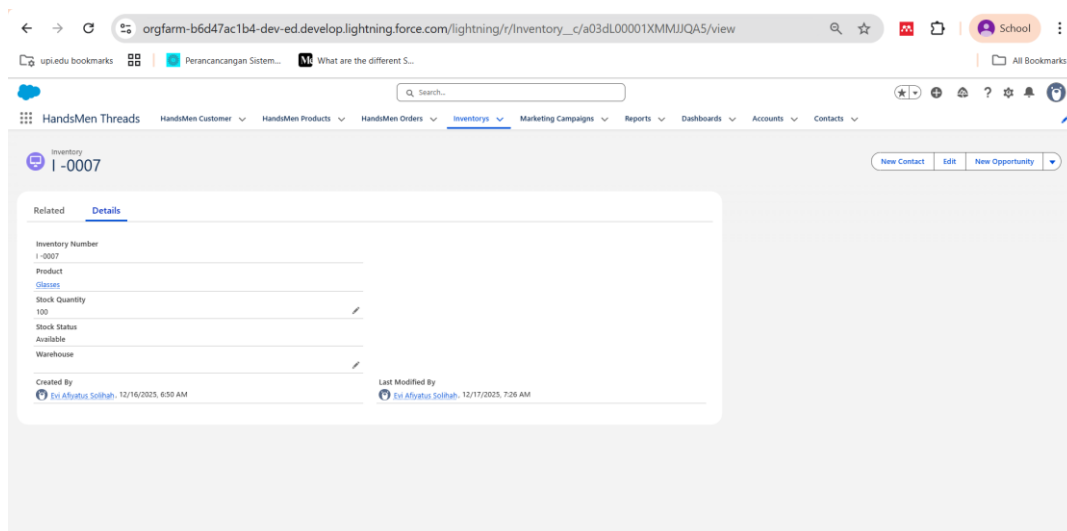 orgfarm-b6d47ac1b4-dev-ed.develop.lightning.force.com/lightning/r/Inventory__c/a03dL00001XMMJJQA5/view
School
upi.edu bookmarks
Perancancangan Sistem...
What are the different S...
All Bookmarks
Search...
HandsMen Threads
HandsMen Customer
HandsMen Products
HandsMen Orders
Inventorys
Marketing Campaigns
Reports
Dashboards
Accounts
Contacts
Inventory
I -0007
New Contact
Edit
New Opportunity
Related
Details
Inventory Number
I -0007
Product
Glasses
Stock Quantity
100
Stock Status
Available
Warehouse
Created By
Evi Afiyatus Solihah, 12/16/2025, 6:50 AM
Last Modified By
Evi Afiyatus Solihah, 12/17/2025, 7:26 AM